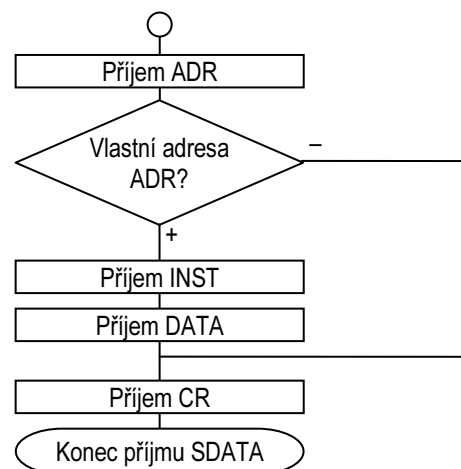 Příjem ADR
Vlastní adresa
ADR?
–
+
Příjem INST
Příjem DATA
Příjem CR
Konec příjmu SDATA